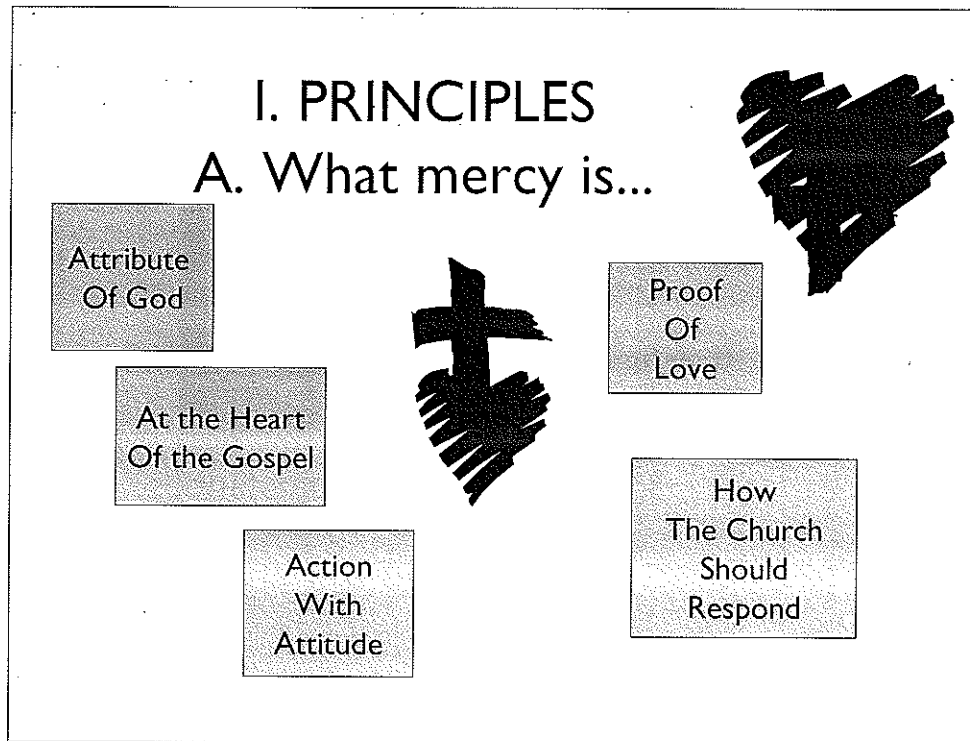 I. PRINCIPLES
A. What mercy is...
Attribute
Of God
At the Heart
Of the Gospel
Action
With
Attitude
Proof
Of
Love
How
The Church
Should
Respond